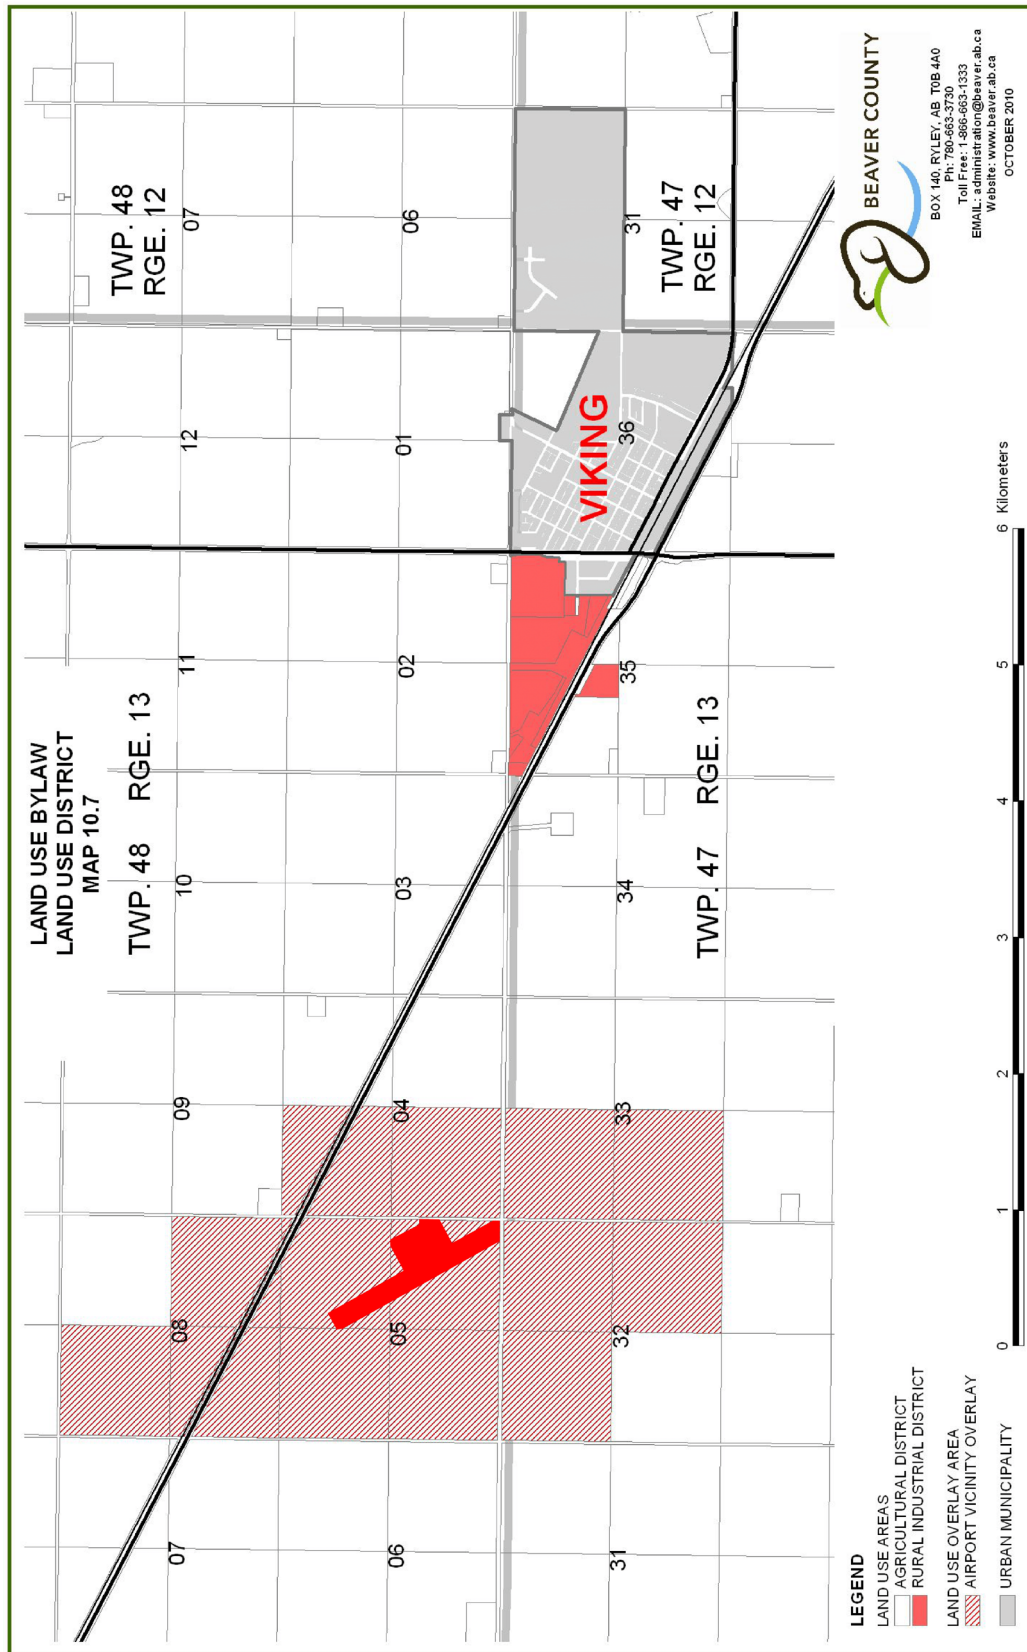 LAND USE BYLAW
LAND USE DISTRICT
MAP 10.7
TWP. 48 RGE. 13
TWP. 48
RGE. 12
07
08
09
10
11
12
07
06
05
04
03
02
01
06
VIKING
31
32
33
34
35
36
31
TWP. 47 RGE. 13
TWP. 47
RGE. 12
LEGEND
LAND USE AREAS
AGRICULTURAL DISTRICT
RURAL INDUSTRIAL DISTRICT
LAND USE OVERLAY AREA
AIRPORT VICINITY OVERLAY
URBAN MUNICIPALITY
0 1 2 3 4 5 6 Kilometers
BEAVER COUNTY
BOX 140, RYLEY, AB T0B 4A0
Ph: 780-663-3730
Toll Free: 1-866-663-1333
EMAIL: administration@beaver.ab.ca
Website: www.beaver.ab.ca
OCTOBER 2010